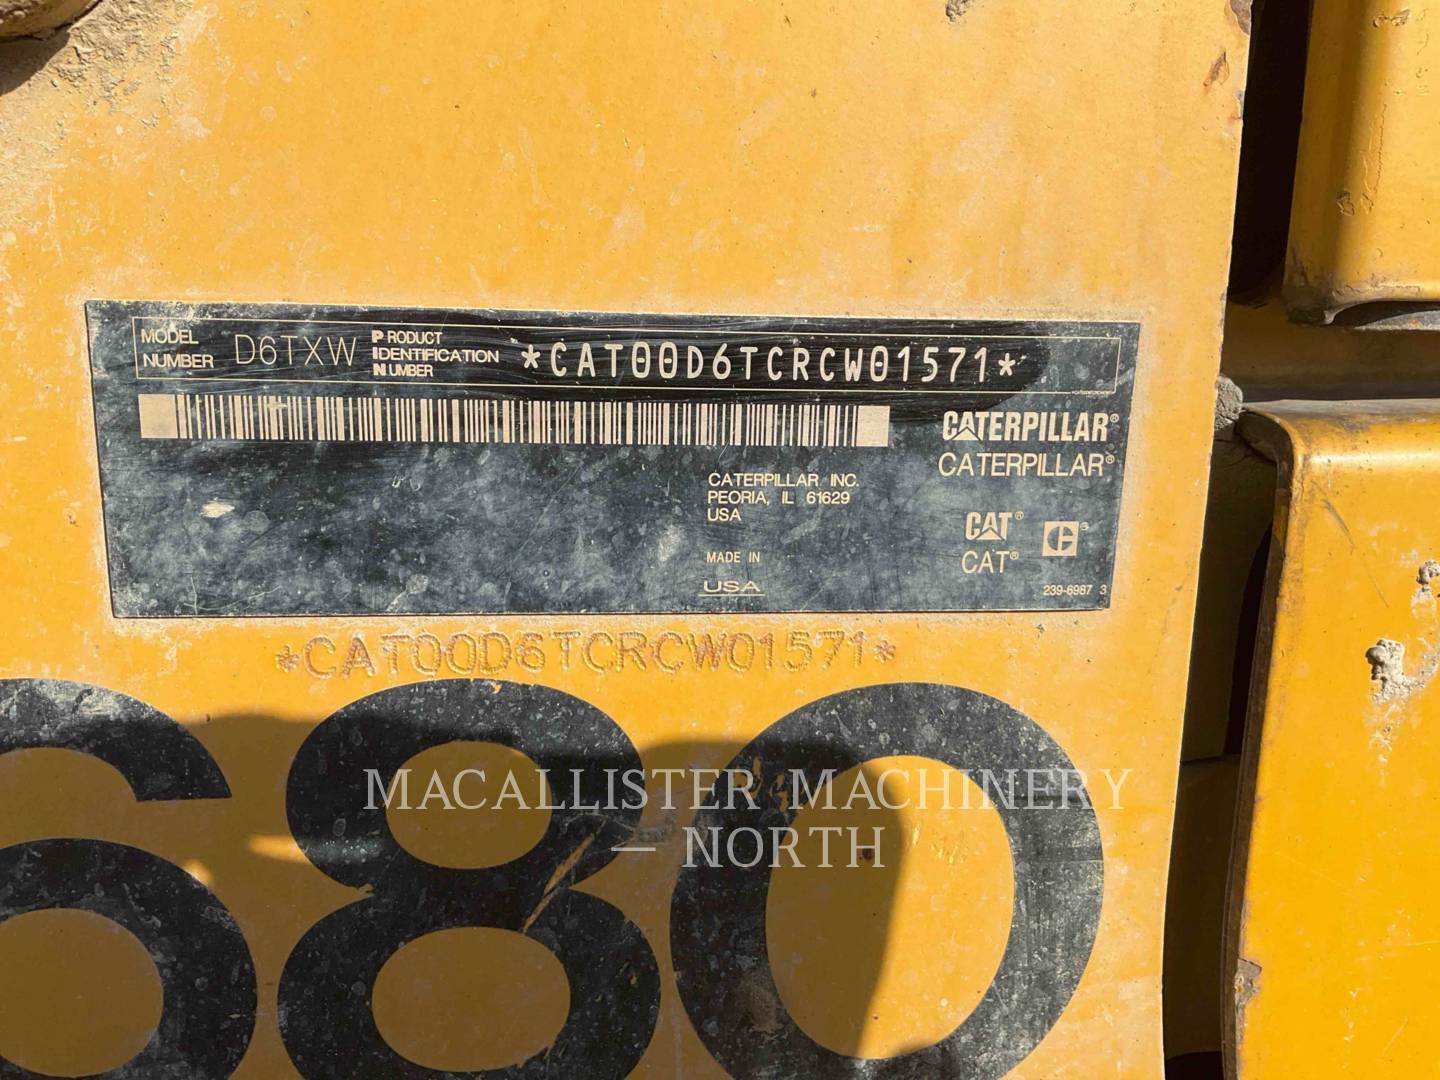 MODEL NUMBER D6TXW PRODUCT IDENTIFICATION NUMBER *CAT00D6TCRCW01571*
CATERPILLAR®
CATERPILLAR®
CATERPILLAR INC.
PEORIA, IL 61629
USA
CAT®
CAT®
MADE IN
USA
239-6987 3
*CAT00D6TCRCW01571*
680
MACALLISTER MACHINERY
— NORTH